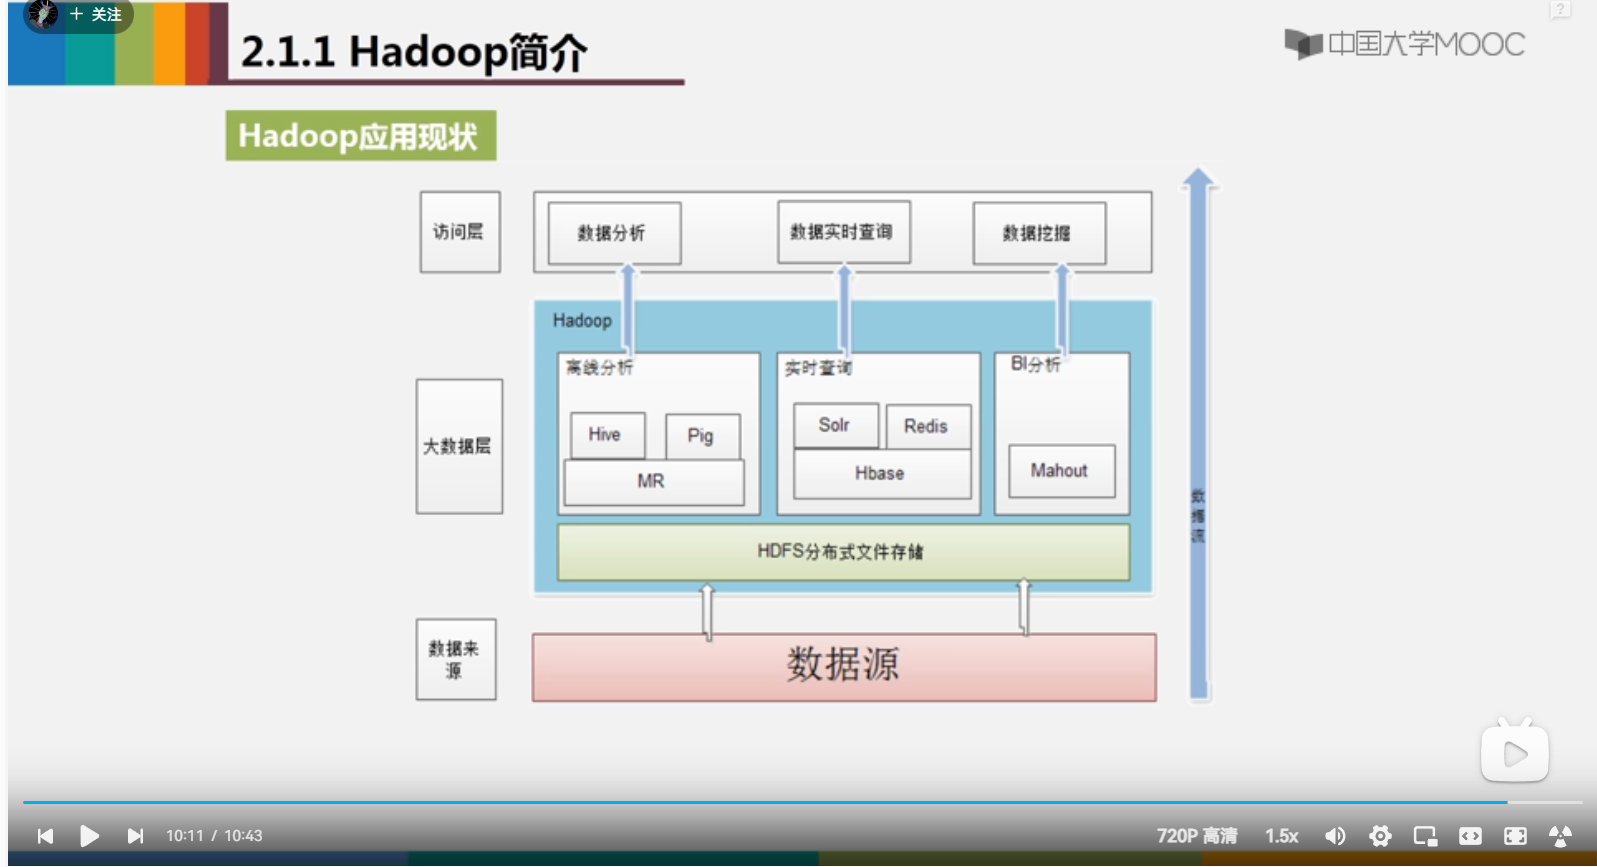 + 关注
2.1.1 Hadoop简介
中国大学MOOC
?
Hadoop应用现状
访问层
数据分析
数据实时查询
数据挖掘
Hadoop
大数据层
离线分析
Hive
Pig
MR
实时查询
Solr
Redis
Hbase
BI分析
Mahout
HDFS分布式文件存储
数据来
源
数据源
数
据
流
10:11 / 10:43
720P 高清
1.5x